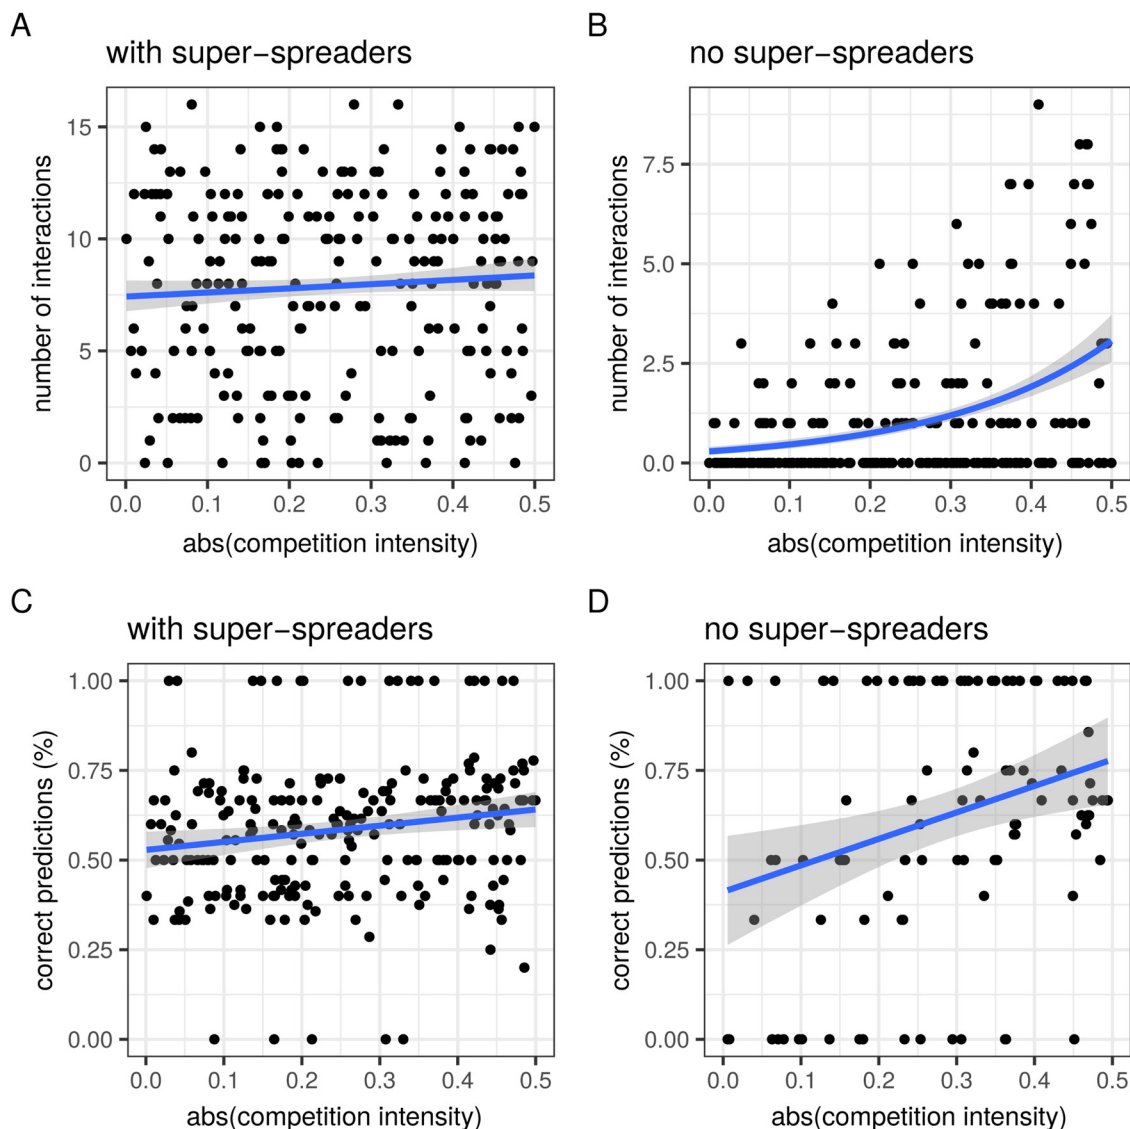 A
with super−spreaders
number of interactions
15
10
5
0
0.0 0.1 0.2 0.3 0.4 0.5
abs(competition intensity)
B
no super−spreaders
number of interactions
7.5
5.0
2.5
0.0
0.0 0.1 0.2 0.3 0.4 0.5
abs(competition intensity)
C
with super−spreaders
correct predictions (%)
1.00
0.75
0.50
0.25
0.00
0.0 0.1 0.2 0.3 0.4 0.5
abs(competition intensity)
D
no super−spreaders
correct predictions (%)
1.00
0.75
0.50
0.25
0.00
0.0 0.1 0.2 0.3 0.4 0.5
abs(competition intensity)